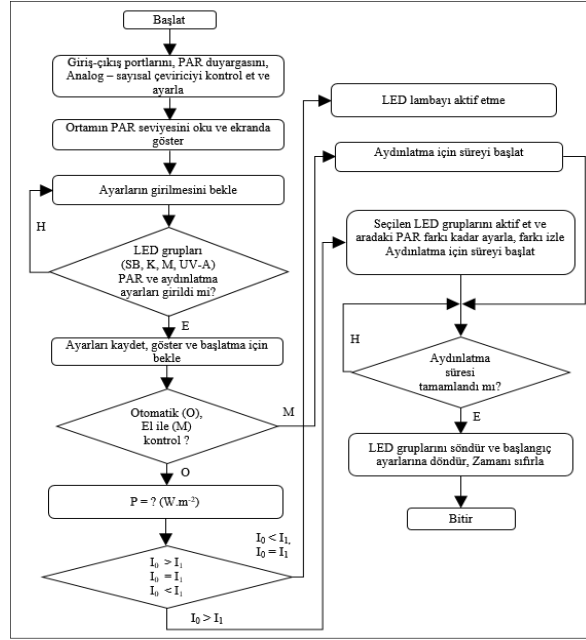 Başlat
Giriş-çıkış portlarını, PAR duyargasını,
Analog – sayısal çeviriciyi kontrol et ve
ayarla
Ortamın PAR seviyesini oku ve ekranda
göster
Ayarların girilmesini bekle
H
LED grupları
(SB, K, M, UV-A)
PAR ve aydınlatma
ayarları girildi mi?
E
Ayarları kaydet, göster ve başlatma için
bekle
Otomatik (O),
El ile (M)
kontrol ?
M
O
P = ? (W.m⁻²)
I₀ > I₁
I₀ = I₁
I₀ < I₁
I₀ < I₁,
I₀ = I₁
I₀ > I₁
LED lambayı aktif etme
Aydınlatma için süreyi başlat
Seçilen LED gruplarını aktif et ve
aradaki PAR farkı kadar ayarla, farkı izle
Aydınlatma için süreyi başlat
H
Aydınlatma
süresi
tamamlandı mı?
E
LED gruplarını söndür ve başlangıç
ayarlarına döndür, Zamanı sıfırla
Bitir